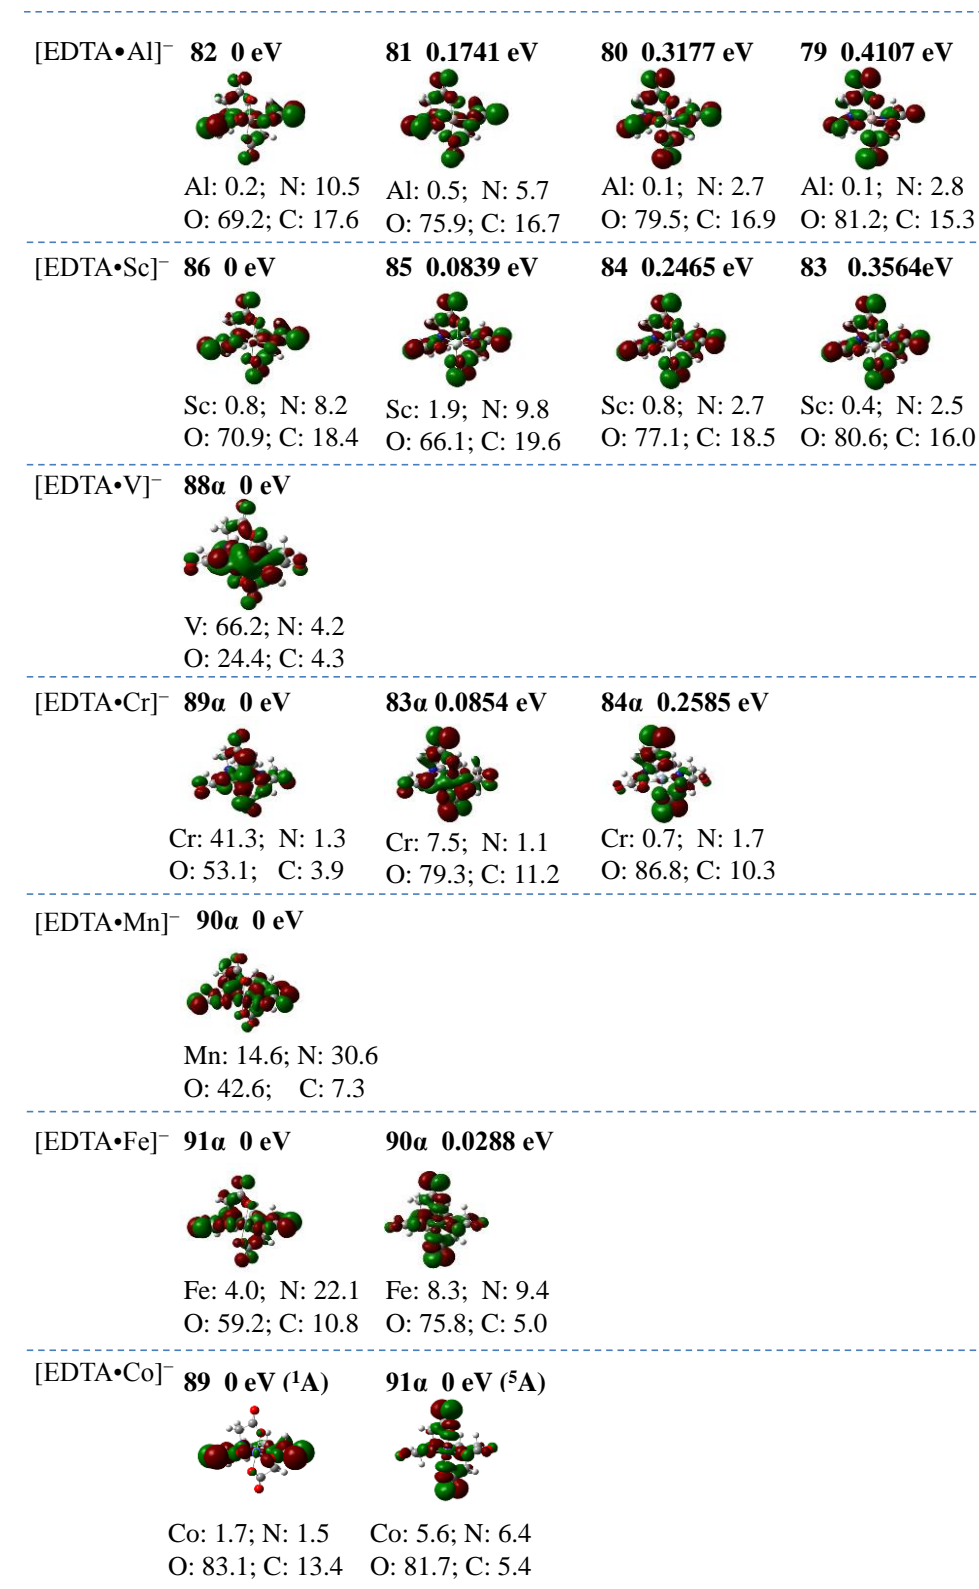 [EDTA•Al]⁻ 82 0 eV 81 0.1741 eV 80 0.3177 eV 79 0.4107 eV
Al: 0.2; N: 10.5 Al: 0.5; N: 5.7 Al: 0.1; N: 2.7 Al: 0.1; N: 2.8
O: 69.2; C: 17.6 O: 75.9; C: 16.7 O: 79.5; C: 16.9 O: 81.2; C: 15.3
[EDTA•Sc]⁻ 86 0 eV 85 0.0839 eV 84 0.2465 eV 83 0.3564eV
Sc: 0.8; N: 8.2 Sc: 1.9; N: 9.8 Sc: 0.8; N: 2.7 Sc: 0.4; N: 2.5
O: 70.9; C: 18.4 O: 66.1; C: 19.6 O: 77.1; C: 18.5 O: 80.6; C: 16.0
[EDTA•V]⁻ 88α 0 eV
V: 66.2; N: 4.2
O: 24.4; C: 4.3
[EDTA•Cr]⁻ 89α 0 eV 83α 0.0854 eV 84α 0.2585 eV
Cr: 41.3; N: 1.3 Cr: 7.5; N: 1.1 Cr: 0.7; N: 1.7
O: 53.1; C: 3.9 O: 79.3; C: 11.2 O: 86.8; C: 10.3
[EDTA•Mn]⁻ 90α 0 eV
Mn: 14.6; N: 30.6
O: 42.6; C: 7.3
[EDTA•Fe]⁻ 91α 0 eV 90α 0.0288 eV
Fe: 4.0; N: 22.1 Fe: 8.3; N: 9.4
O: 59.2; C: 10.8 O: 75.8; C: 5.0
[EDTA•Co]⁻ 89 0 eV (¹A) 91α 0 eV (⁵A)
Co: 1.7; N: 1.5 Co: 5.6; N: 6.4
O: 83.1; C: 13.4 O: 81.7; C: 5.4